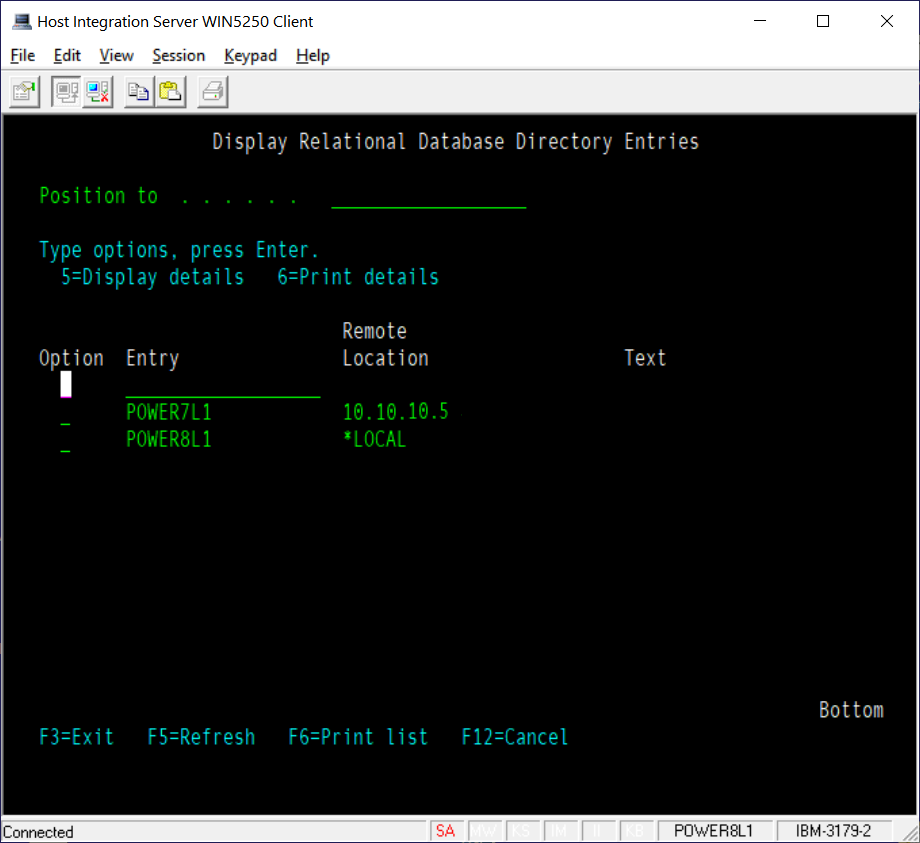 Host Integration Server WIN5250 Client
File Edit View Session Keypad Help
Display Relational Database Directory Entries
Position to . . . . . .
Type options, press Enter.
5=Display details 6=Print details
Remote
Option Entry Location Text
POWER7L1 10.10.10.5
POWER8L1 *LOCAL
Bottom
F3=Exit F5=Refresh F6=Print list F12=Cancel
Connected SA MW KS IM II KB POWER8L1 IBM-3179-2